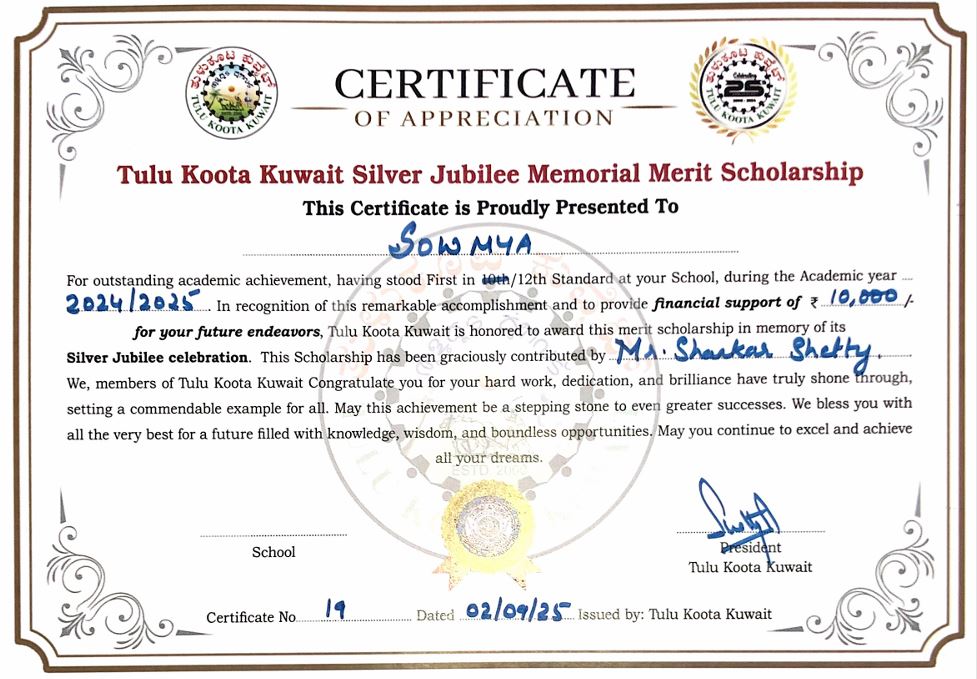 ತುಳುಕೂಟ ಕುವೈಟ್
TULU KOOTA KUWAIT
CERTIFICATE
OF APPRECIATION
ತುಳುಕೂಟ ಕುವೈಟ್
Celebrating
25
TULU KOOTA KUWAIT
Tulu Koota Kuwait Silver Jubilee Memorial Merit Scholarship
This Certificate is Proudly Presented To
SOWMYA
For outstanding academic achievement, having stood First in 10th/12th Standard at your School, during the Academic year ....
2024/2025. In recognition of this remarkable accomplishment and to provide financial support of ₹ 10,000 /-
for your future endeavors, Tulu Koota Kuwait is honored to award this merit scholarship in memory of its
Silver Jubilee celebration. This Scholarship has been graciously contributed by Mr. Shankar Shetty.
We, members of Tulu Koota Kuwait Congratulate you for your hard work, dedication, and brilliance have truly shone through,
setting a commendable example for all. May this achievement be a stepping stone to even greater successes. We bless you with
all the very best for a future filled with knowledge, wisdom, and boundless opportunities. May you continue to excel and achieve
all your dreams.
ESTD. 2000
School
President
Tulu Koota Kuwait
Certificate No. 19 Dated 02/09/25 Issued by: Tulu Koota Kuwait